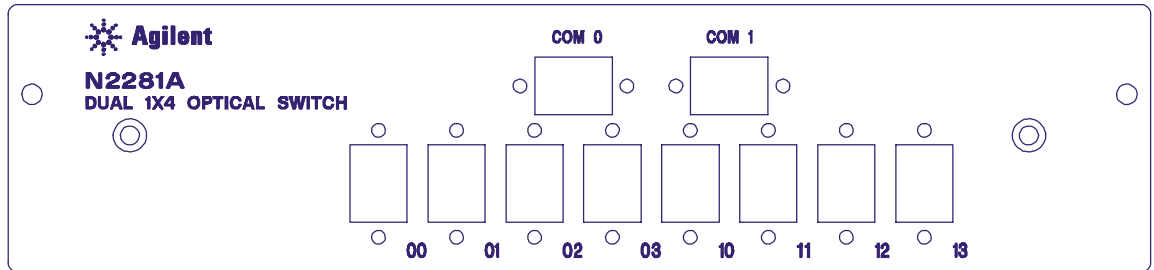 Agilent
COM 0 COM 1
N2281A
DUAL 1X4 OPTICAL SWITCH
00 01 02 03 10 11 12 13